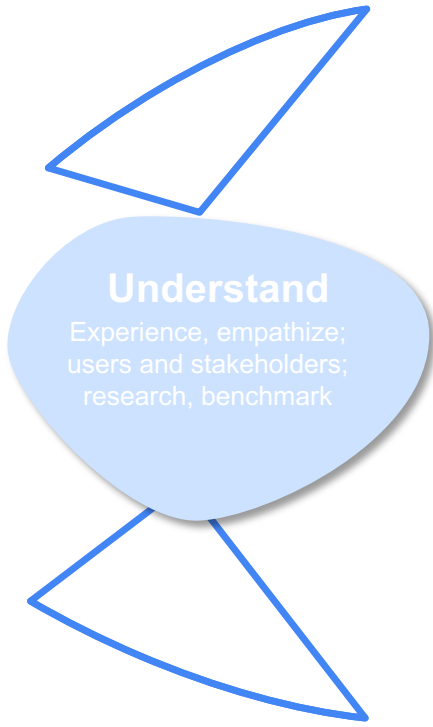 Understand
Experience, empathize;
users and stakeholders;
research, benchmark